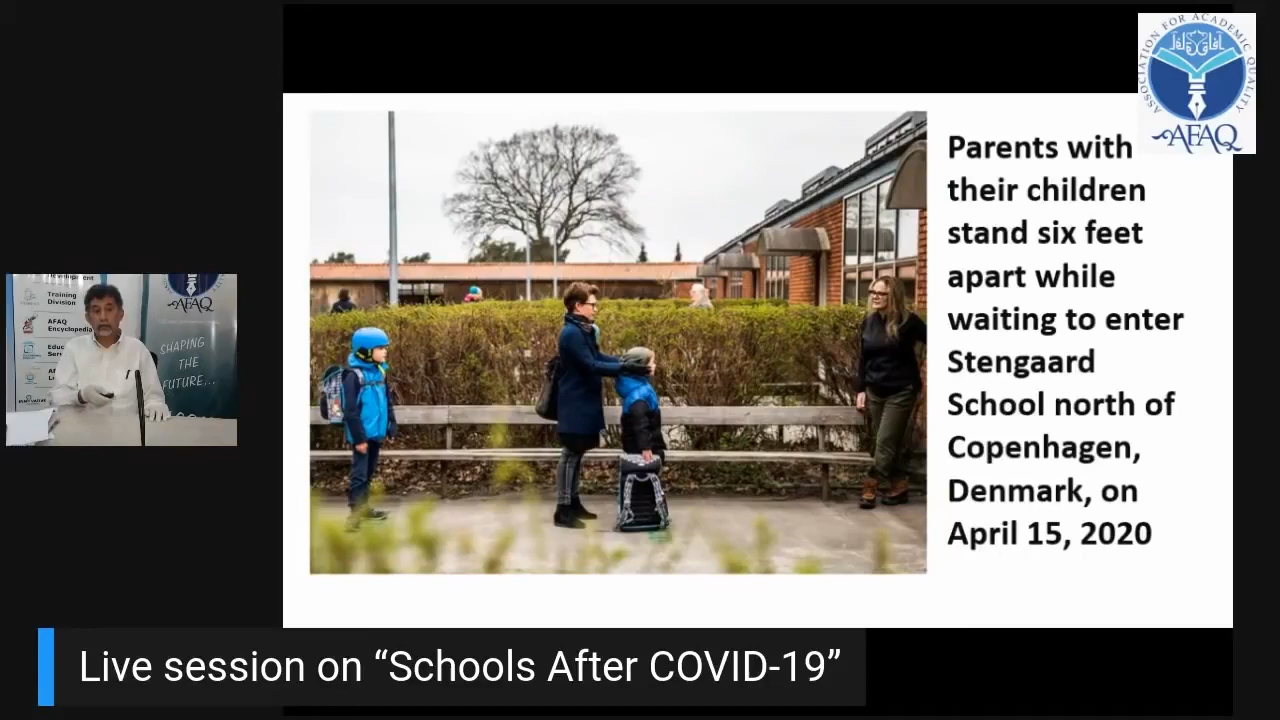 ASSOCIATION FOR ACADEMIC QUALITY
AFAQ
Parents with
their children
stand six feet
apart while
waiting to enter
Stengaard
School north of
Copenhagen,
Denmark, on
April 15, 2020
Training
Division
AFAQ
Encyclopedia
AFAQ
SHAPING
THE
FUTURE...
Live session on “Schools After COVID-19”